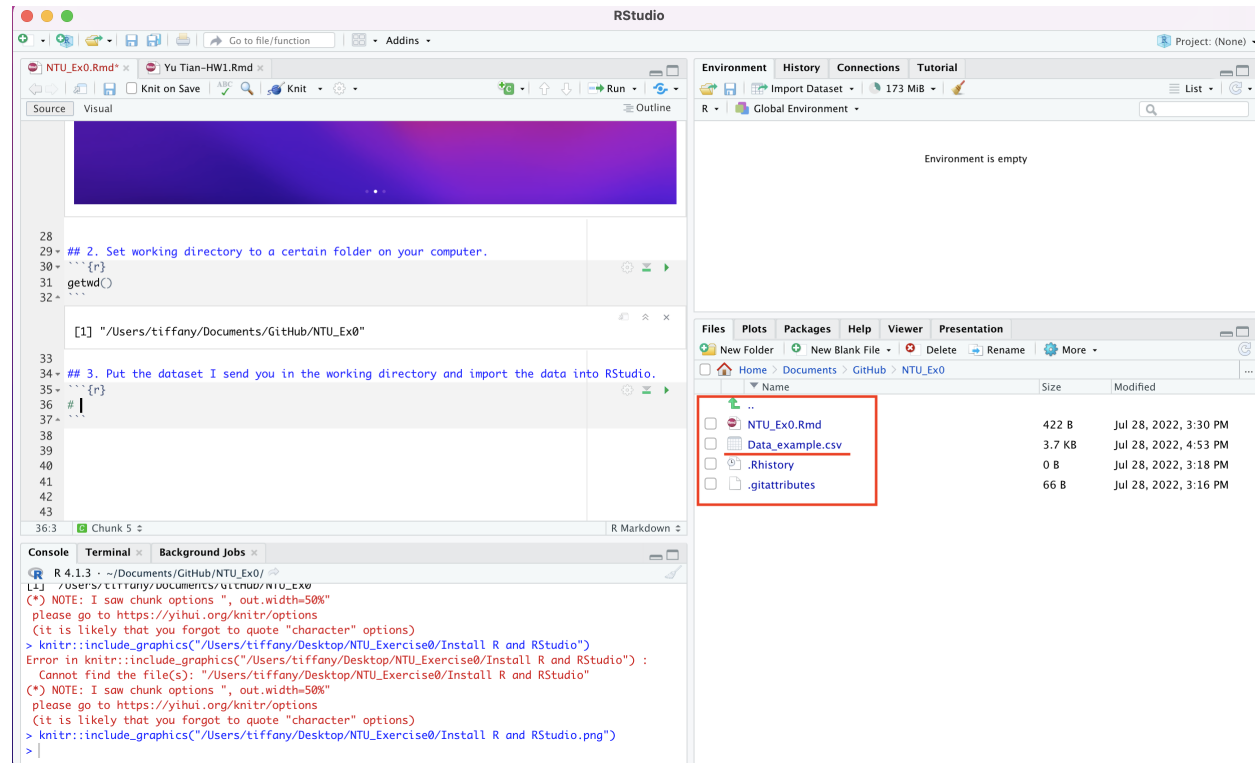 RStudio
Go to file/function
Addins
Project: (None)
NTU_Ex0.Rmd*
Yu Tian-HW1.Rmd
Knit on Save
ABC
Knit
Run
Source
Visual
Outline
28
29 ## 2. Set working directory to a certain folder on your computer.
30 ```{r}
31 getwd()
32 ```
[1] "/Users/tiffany/Documents/GitHub/NTU_Ex0"
33
34 ## 3. Put the dataset I send you in the working directory and import the data into RStudio.
35 ```{r}
36 #
37 ```
38
39
40
41
42
43
36:3
C Chunk 5
R Markdown
Console
Terminal
Background Jobs
R 4.1.3 · ~/Documents/GitHub/NTU_Ex0/
[1] "/Users/tiffany/Documents/GitHub/NTU_Ex0"
(*) NOTE: I saw chunk options ", out.width=50%"
please go to https://yihui.org/knitr/options
(it is likely that you forgot to quote "character" options)
> knitr::include_graphics("/Users/tiffany/Desktop/NTU_Exercise0/Install R and RStudio")
Error in knitr::include_graphics("/Users/tiffany/Desktop/NTU_Exercise0/Install R and RStudio") :
Cannot find the file(s): "/Users/tiffany/Desktop/NTU_Exercise0/Install R and RStudio"
(*) NOTE: I saw chunk options ", out.width=50%"
please go to https://yihui.org/knitr/options
(it is likely that you forgot to quote "character" options)
> knitr::include_graphics("/Users/tiffany/Desktop/NTU_Exercise0/Install R and RStudio.png")
>
Environment
History
Connections
Tutorial
Import Dataset
173 MiB
List
R
Global Environment
Environment is empty
Files
Plots
Packages
Help
Viewer
Presentation
New Folder
New Blank File
Delete
Rename
More
Home > Documents > GitHub > NTU_Ex0
...
Name
Size
Modified
..
NTU_Ex0.Rmd 422 B Jul 28, 2022, 3:30 PM
Data_example.csv 3.7 KB Jul 28, 2022, 4:53 PM
.Rhistory 0 B Jul 28, 2022, 3:18 PM
.gitattributes 66 B Jul 28, 2022, 3:16 PM